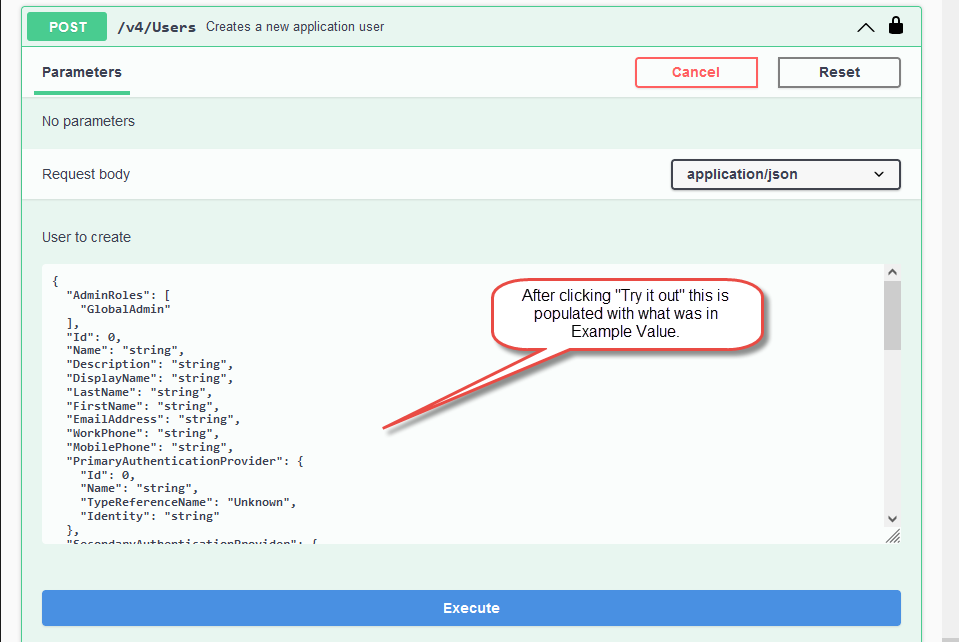 POST /v4/Users Creates a new application user
Parameters
Cancel
Reset
No parameters
Request body
application/json
User to create
{
"AdminRoles": [
"GlobalAdmin"
],
"Id": 0,
"Name": "string",
"Description": "string",
"DisplayName": "string",
"LastName": "string",
"FirstName": "string",
"EmailAddress": "string",
"WorkPhone": "string",
"MobilePhone": "string",
"PrimaryAuthenticationProvider": {
"Id": 0,
"Name": "string",
"TypeReferenceName": "Unknown",
"Identity": "string"
},
"SecondaryAuthenticationProvider": {
After clicking "Try it out" this is
populated with what was in
Example Value.
Execute